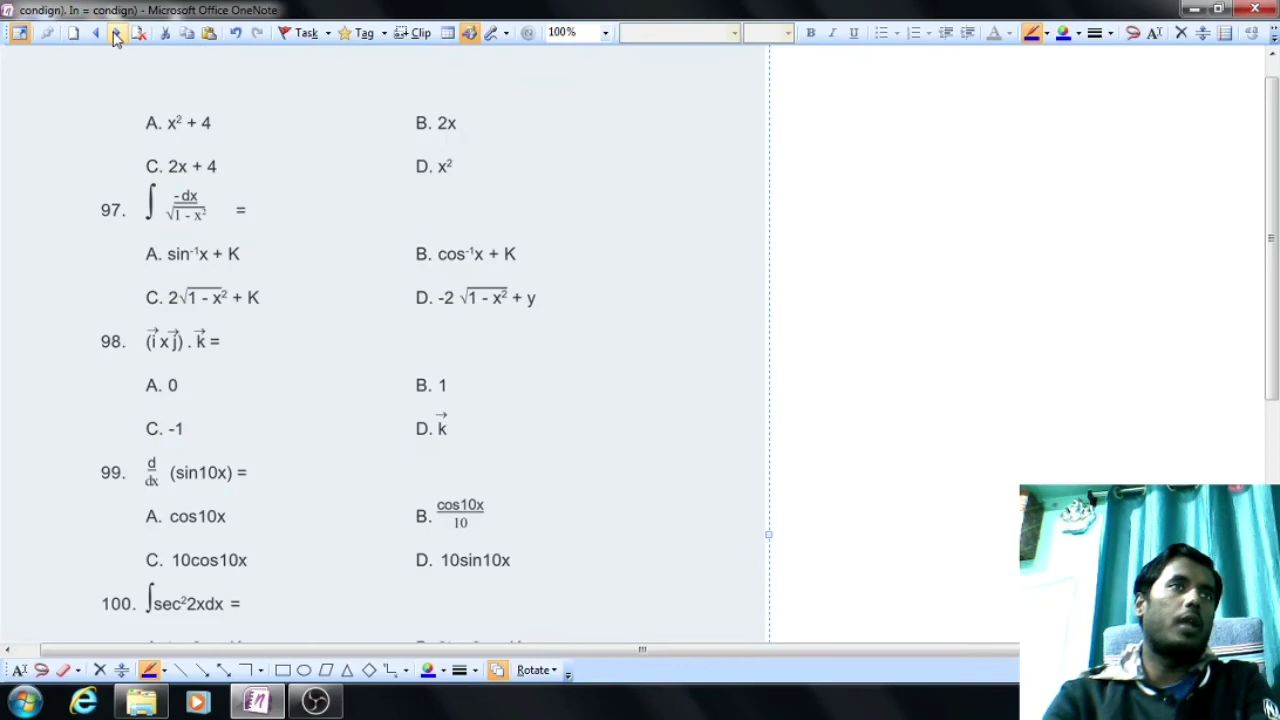 condign). In = condign) - Microsoft Office OneNote
Task Tag Clip 100% B I U A
A. x² + 4 B. 2x
C. 2x + 4 D. x²
97. ∫ -dx/√1 - x² =
A. sin⁻¹x + K B. cos⁻¹x + K
C. 2√1 - x² + K D. -2 √1 - x² + y
98. (i⃗ x j⃗) . k⃗ =
A. 0 B. 1
C. -1 D. k⃗
99. d/dx (sin10x) =
A. cos10x B. cos10x/10
C. 10cos10x D. 10sin10x
100. ∫sec²2xdx =
Rotate